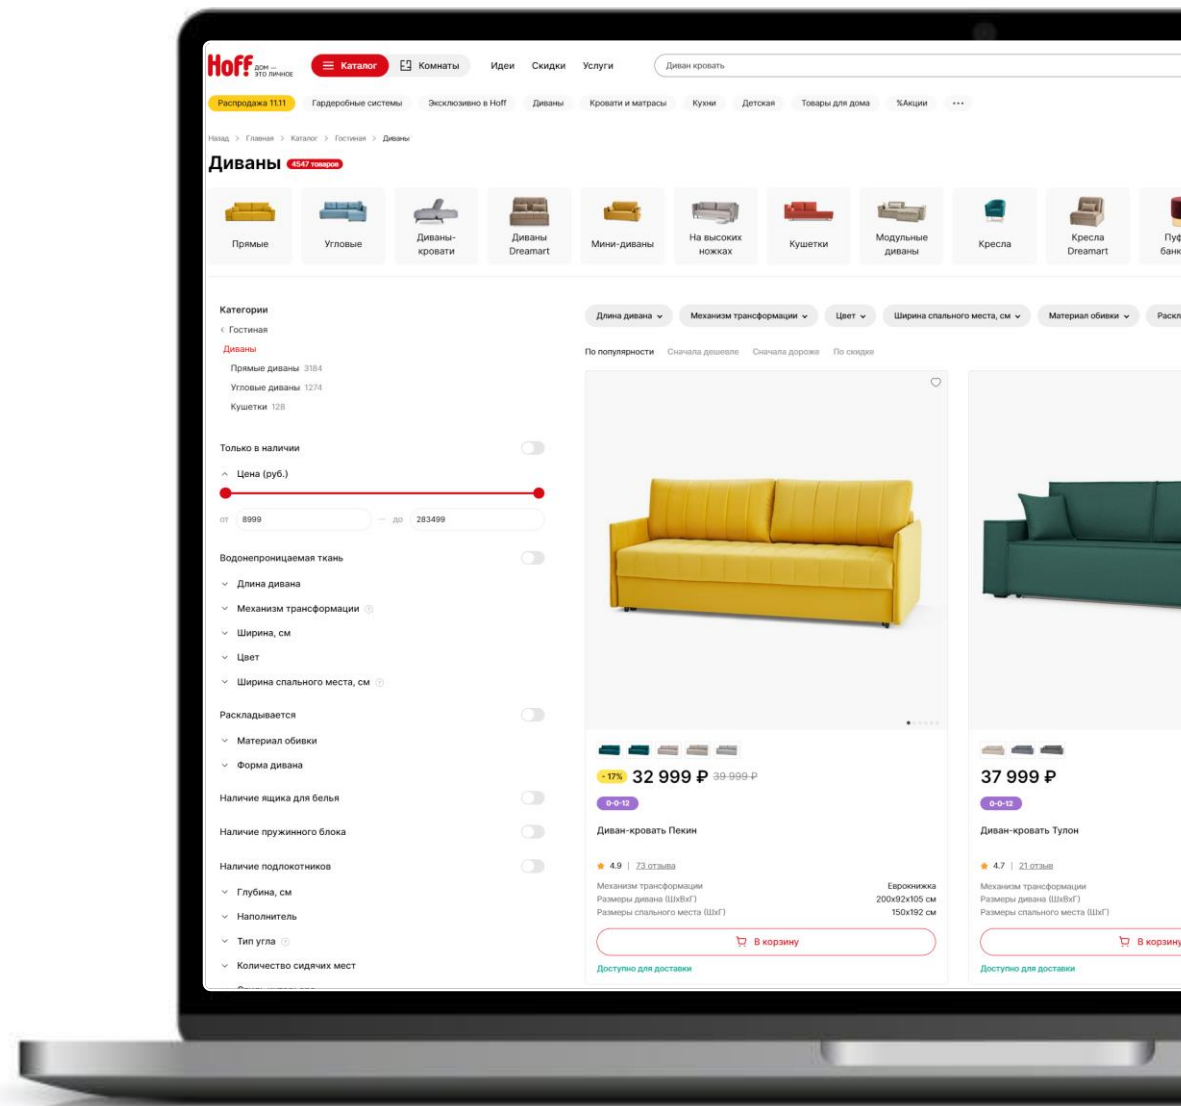 Hoff ДОМ — ЭТО ЛИЧНОЕ
Каталог
Комнаты
Идеи
Скидки
Услуги
Диван кровать
Распродажа 11.11
Гардеробные системы
Эксклюзивно в Hoff
Диваны
Кровати и матрасы
Кухни
Детская
Товары для дома
%Акции
Назад > Главная > Каталог > Гостиная > Диваны
Диваны 4547 товаров
Прямые
Угловые
Диваны-
кровати
Диваны
Dreamart
Мини-диваны
На высоких
ножках
Кушетки
Модульные
диваны
Кресла
Кресла
Dreamart
Пуф
банк
Категории
‹ Гостиная
Диваны
Прямые диваны 3184
Угловые диваны 1274
Кушетки 128
Только в наличии
Цена (руб.)
от 8999 — до 283499
Водонепроницаемая ткань
Длина дивана
Механизм трансформации
Ширина, см
Цвет
Ширина спального места, см
Раскладывается
Материал обивки
Форма дивана
Наличие ящика для белья
Наличие пружинного блока
Наличие подлокотников
Глубина, см
Наполнитель
Тип угла
Количество сидячих мест
Длина дивана
Механизм трансформации
Цвет
Ширина спального места, см
Материал обивки
Раскл
По популярности Сначала дешевле Сначала дороже По скидке
- 17% 32 999 ₽ 39 999 ₽
0-0-12
Диван-кровать Пекин
4.9 | 73 отзыва
Механизм трансформации Еврокнижка
Размеры дивана (ШхВхГ) 200х92х105 см
Размеры спального места (ШхГ) 150х192 см
В корзину
Доступно для доставки
37 999 ₽
0-0-12
Диван-кровать Тулон
4.7 | 21 отзыв
Механизм трансформации
Размеры дивана (ШхВхГ)
Размеры спального места (ШхГ)
В корзину
Доступно для доставки